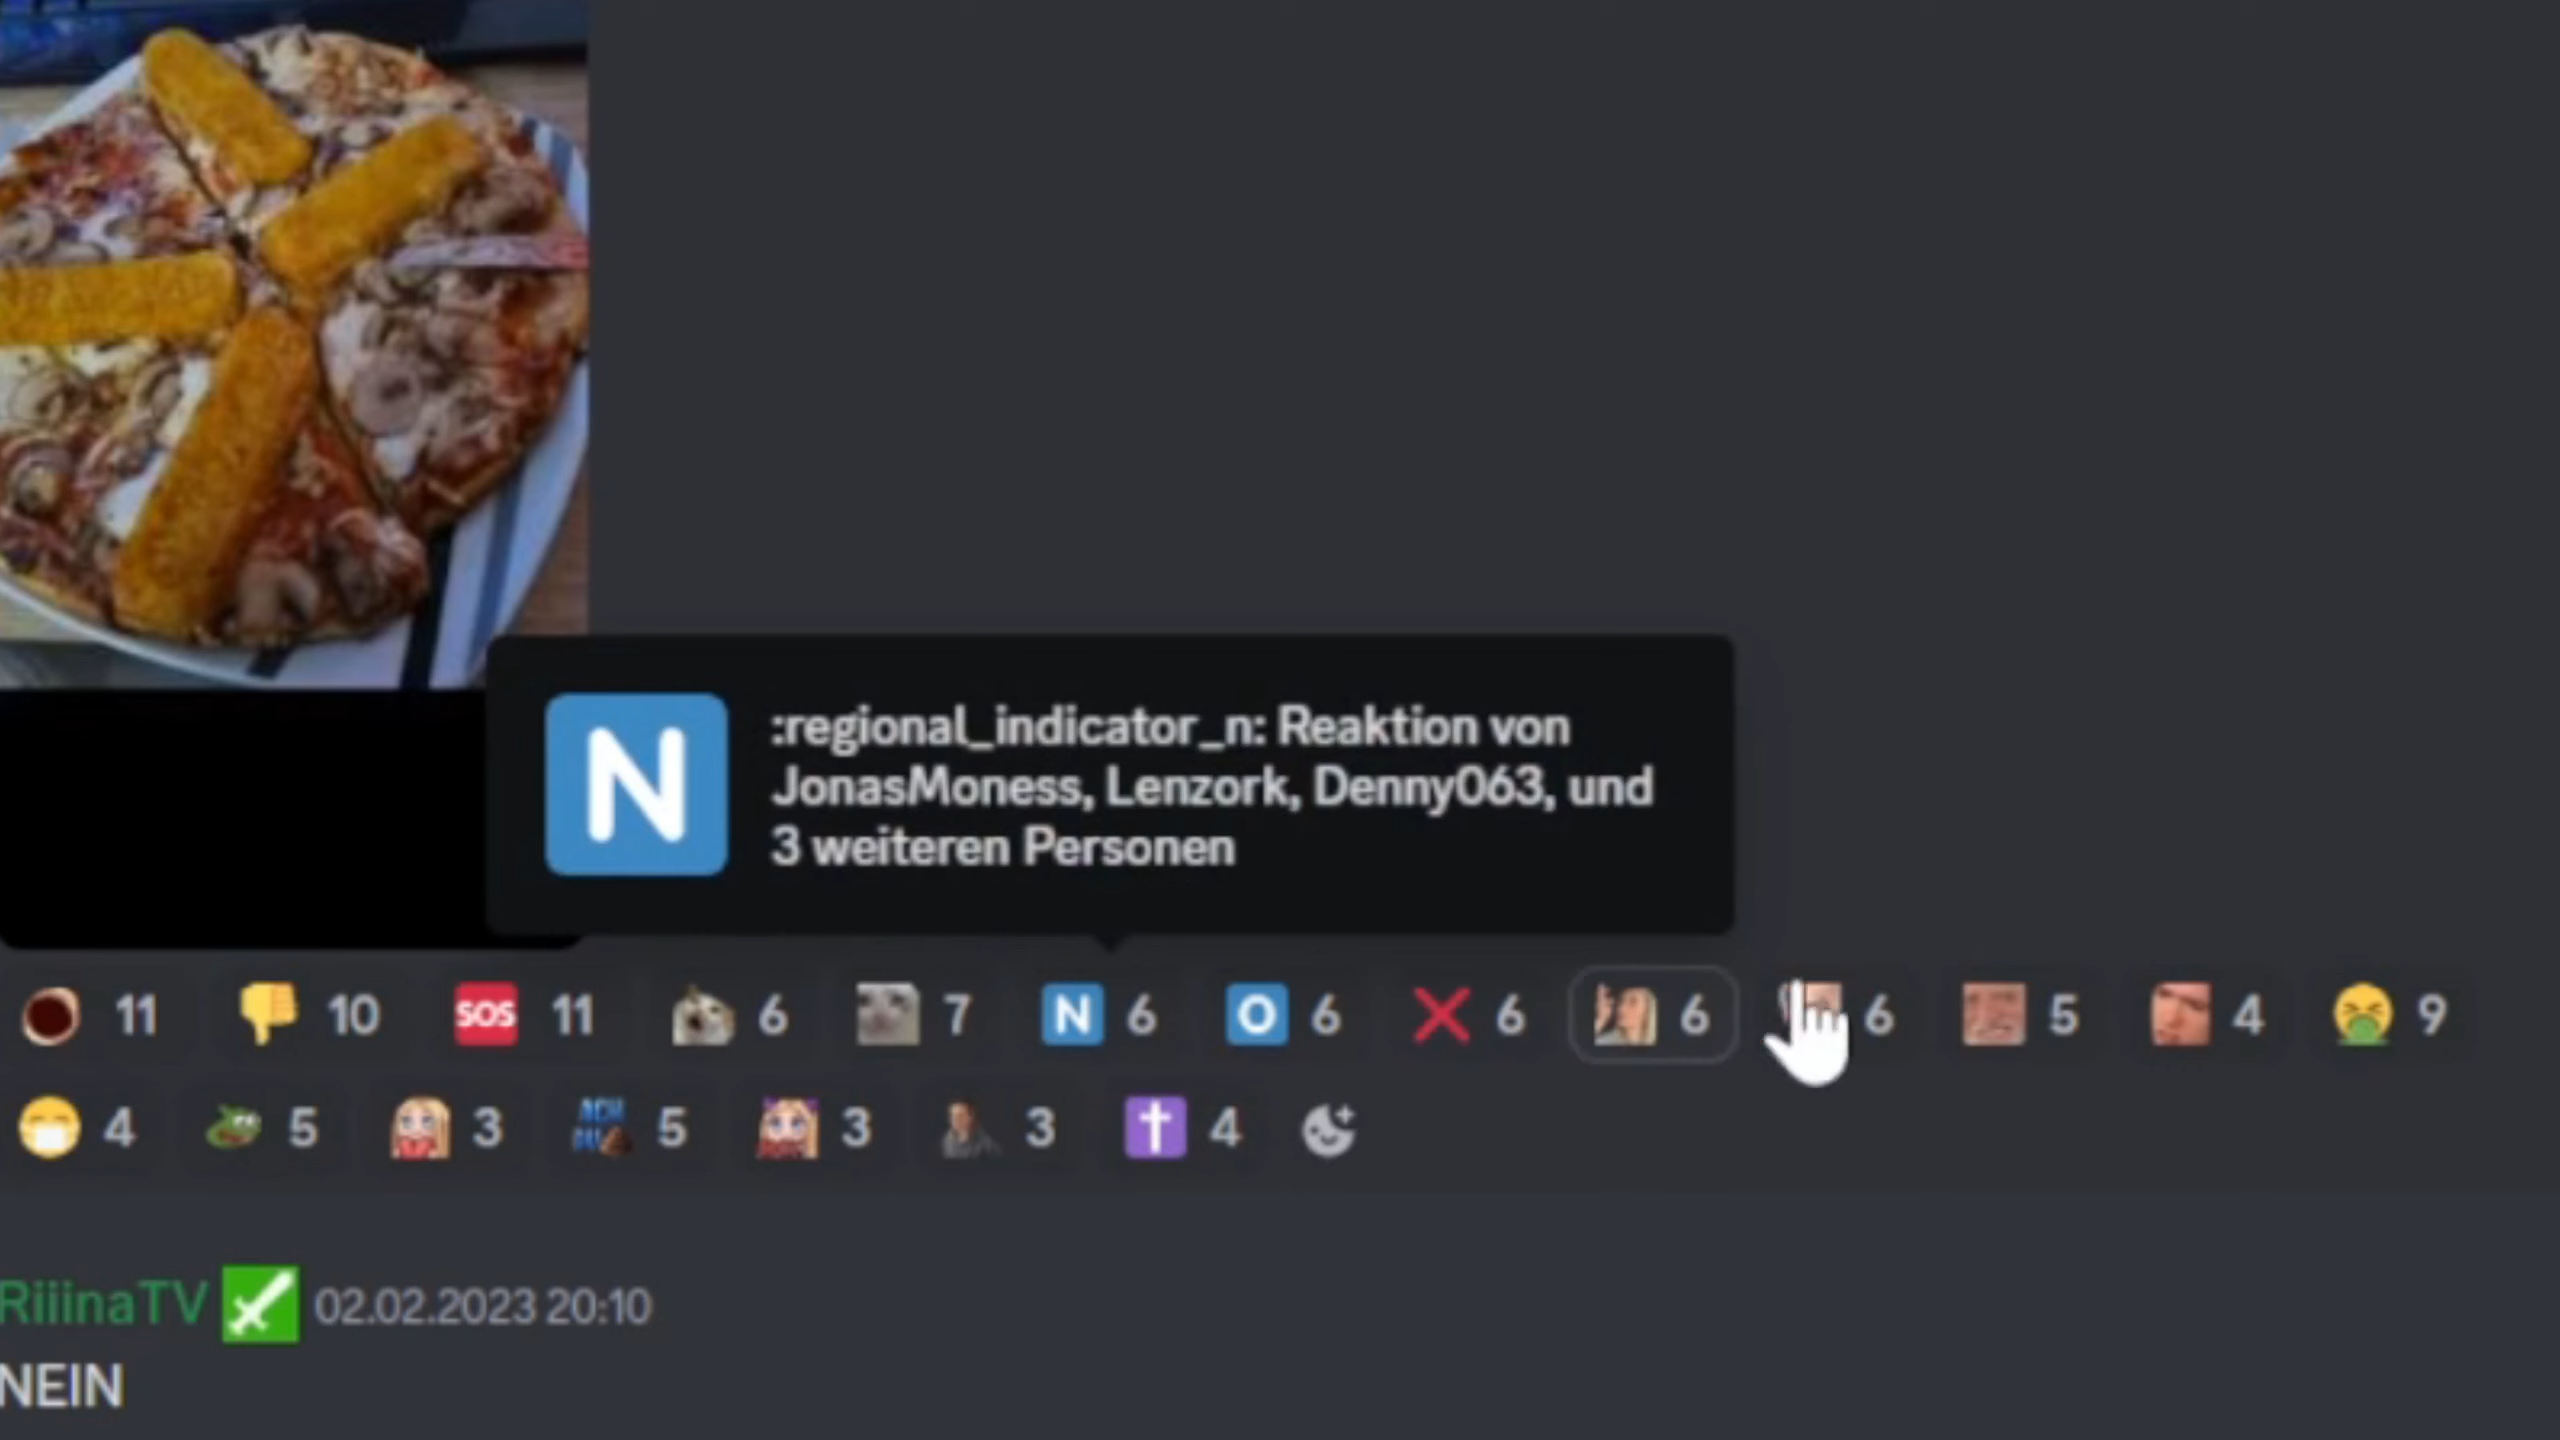 :regional_indicator_n: Reaktion von
JonasMoness, Lenzork, Denny063, und
3 weiteren Personen
11 10 SOS 11 6 7 N 6 O 6 6 6 6 5 4 9
4 5 3 ACH DU 5 3 3 4
RiiinaTV 02.02.2023 20:10
NEIN